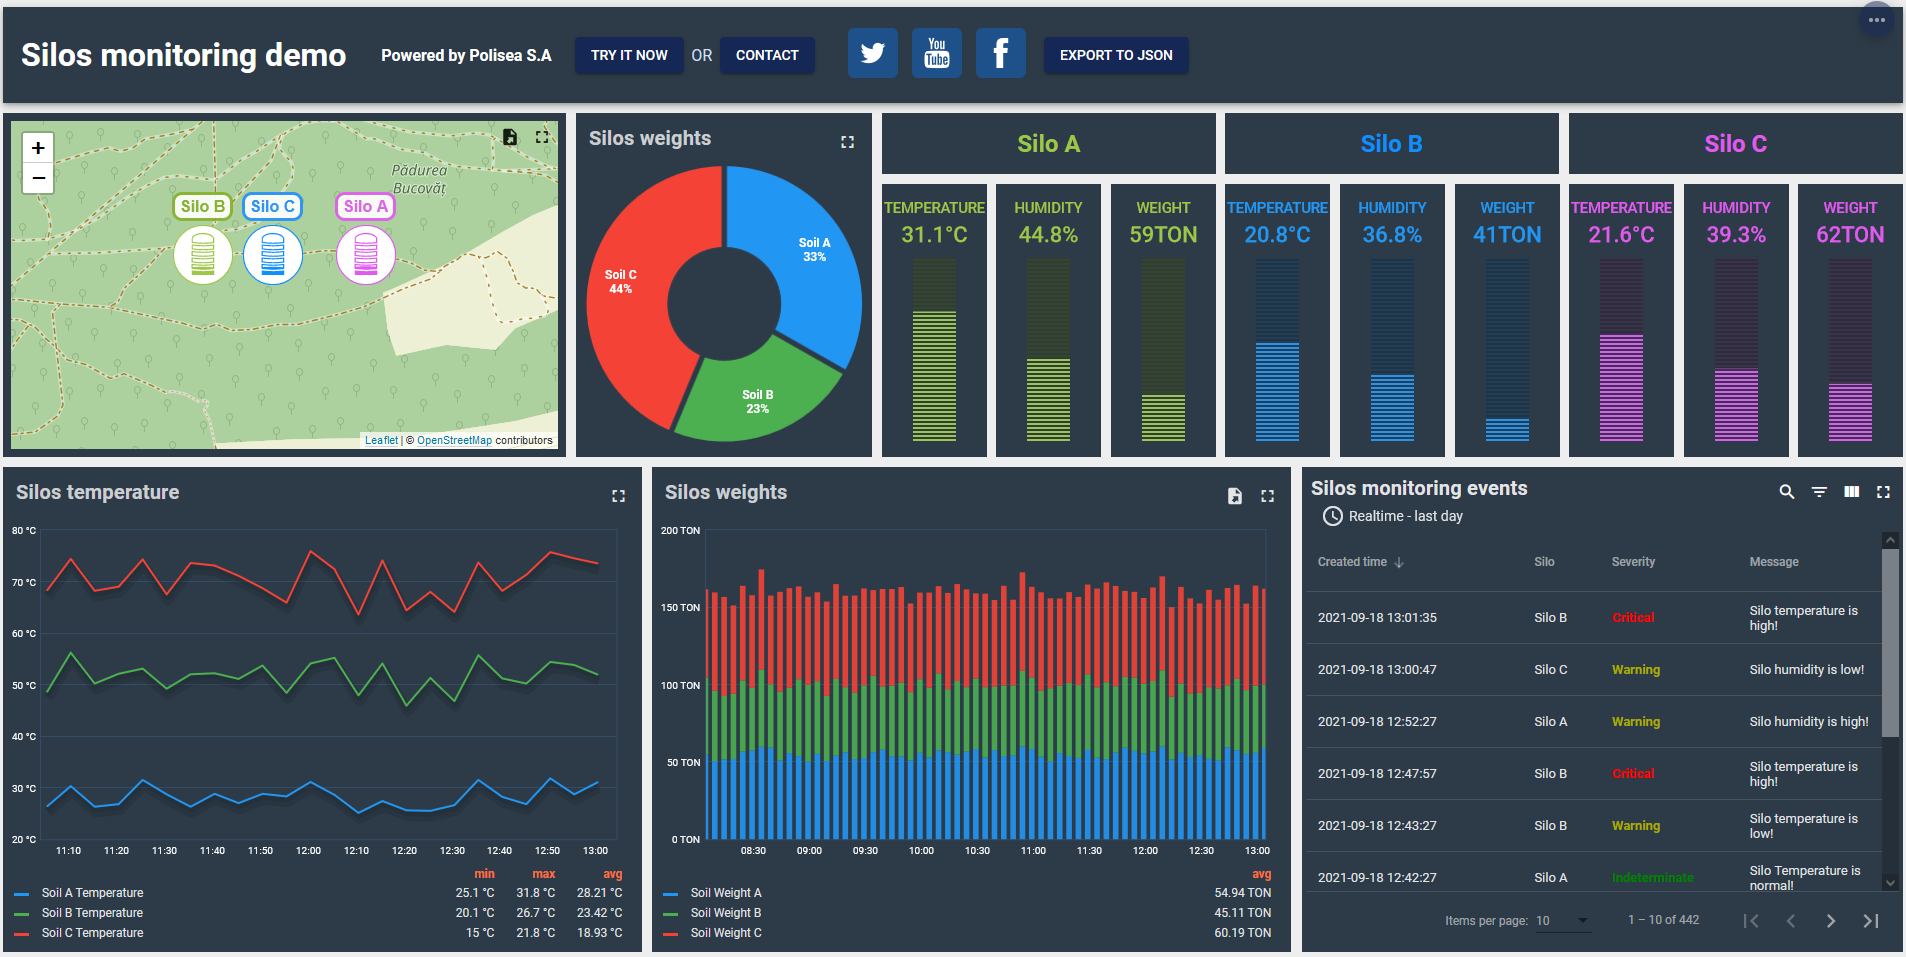 Silos monitoring demo
Powered by Polisea S.A
TRY IT NOW
OR
CONTACT
You
Tube
EXPORT TO JSON
+
−
Pădurea
Bucovăț
Silo B
Silo C
Silo A
Leaflet | © OpenStreetMap contributors
Silos weights
Soil A
33%
Soil C
44%
Soil B
23%
Silo A
TEMPERATURE
31.1°C
HUMIDITY
44.8%
WEIGHT
59TON
Silo B
TEMPERATURE
20.8°C
HUMIDITY
36.8%
WEIGHT
41TON
Silo C
TEMPERATURE
21.6°C
HUMIDITY
39.3%
WEIGHT
62TON
Silos temperature
80 °C
70 °C
60 °C
50 °C
40 °C
30 °C
20 °C
11:10 11:20 11:30 11:40 11:50 12:00 12:10 12:20 12:30 12:40 12:50 13:00
min max avg
Soil A Temperature 25.1 °C 31.8 °C 28.21 °C
Soil B Temperature 20.1 °C 26.7 °C 23.42 °C
Soil C Temperature 15 °C 21.8 °C 18.93 °C
Silos weights
200 TON
150 TON
100 TON
50 TON
0 TON
08:30 09:00 09:30 10:00 10:30 11:00 11:30 12:00 12:30 13:00
avg
Soil Weight A 54.94 TON
Soil Weight B 45.11 TON
Soil Weight C 60.19 TON
Silos monitoring events
Realtime - last day
Created time Silo Severity Message
2021-09-18 13:01:35 Silo B Critical Silo temperature is
high!
2021-09-18 13:00:47 Silo C Warning Silo humidity is low!
2021-09-18 12:52:27 Silo A Warning Silo humidity is high!
2021-09-18 12:47:57 Silo B Critical Silo temperature is
high!
2021-09-18 12:43:27 Silo B Warning Silo temperature is
low!
2021-09-18 12:42:27 Silo A Indeterminate Silo Temperature is
normal!
Items per page: 10 1 – 10 of 442